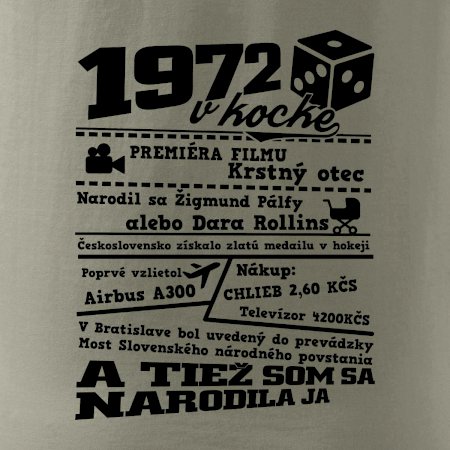 1972
v kocke
PREMIÉRA FILMU
Krstný otec
Narodil sa Žigmund Pálfy
alebo Dara Rollins
Československo získalo zlatú medailu v hokeji
Poprvé vzlietol
Airbus A300
Nákup:
CHLIEB 2,60 KČS
Televízor 4200KČS
V Bratislave bol uvedený do prevádzky
Most Slovenského národného povstania
A TIEŽ SOM SA
NARODILA JA